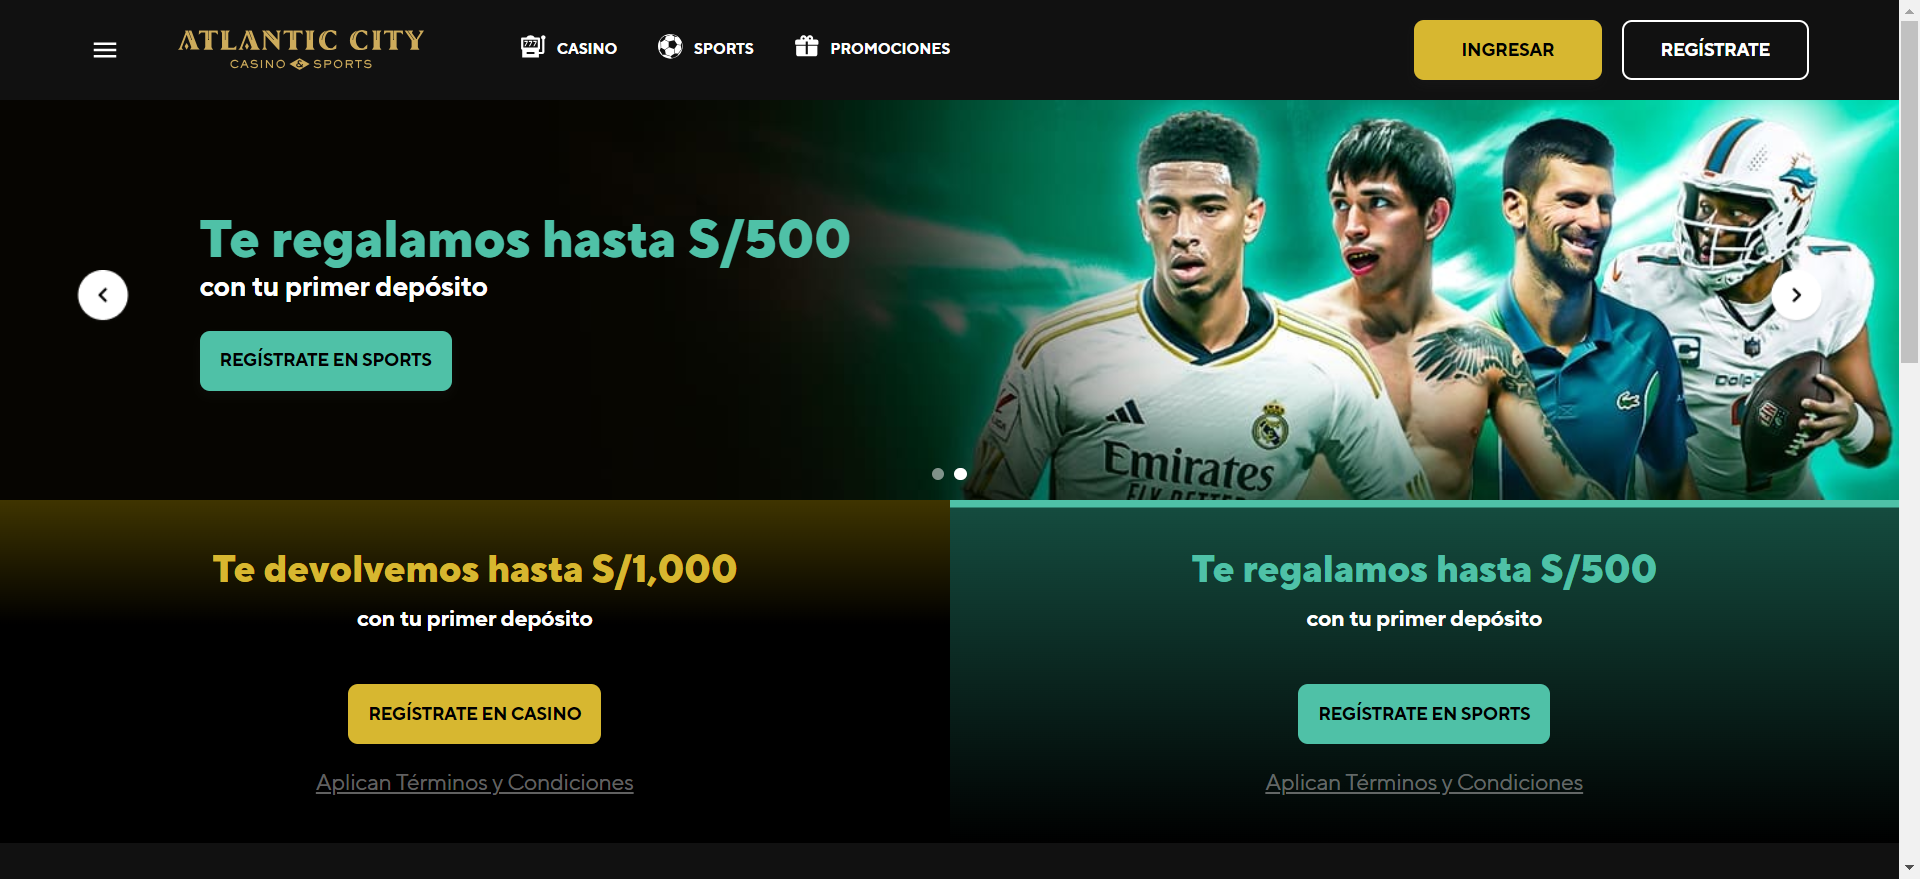 ATLANTIC CITY
CASINO & SPORTS
CASINO
SPORTS
PROMOCIONES
INGRESAR
REGÍSTRATE
Te regalamos hasta S/500
con tu primer depósito
REGÍSTRATE EN SPORTS
Emirates
FLY BETTER
C
Te devolvemos hasta S/1,000
con tu primer depósito
REGÍSTRATE EN CASINO
Aplican Términos y Condiciones
Te regalamos hasta S/500
con tu primer depósito
REGÍSTRATE EN SPORTS
Aplican Términos y Condiciones